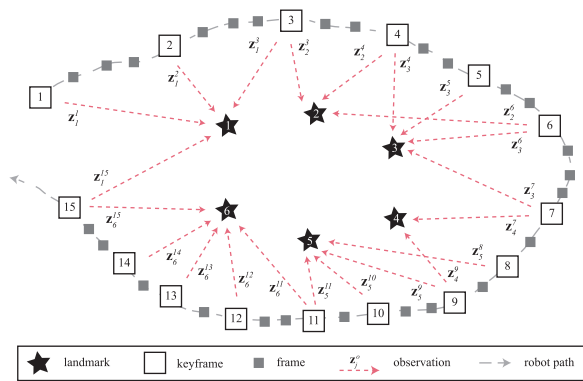 3
z_1^3
z_2^3
4
2
z_2^4
z_3^4
z_1^2
5
z_3^5
1
z_1^1
z_2^6
6
z_3^6
1
2
3
z_3^7
z_1^{15}
15
z_6^{15}
6
4
z_4^7
7
5
z_5^8
8
14
z_6^{14}
z_6^{13}
z_6^{12}
z_6^{11}
z_5^{11}
z_5^{10}
z_5^9
z_4^9
13
12
11
10
9
landmark
keyframe
frame
z_l^o
observation
robot path